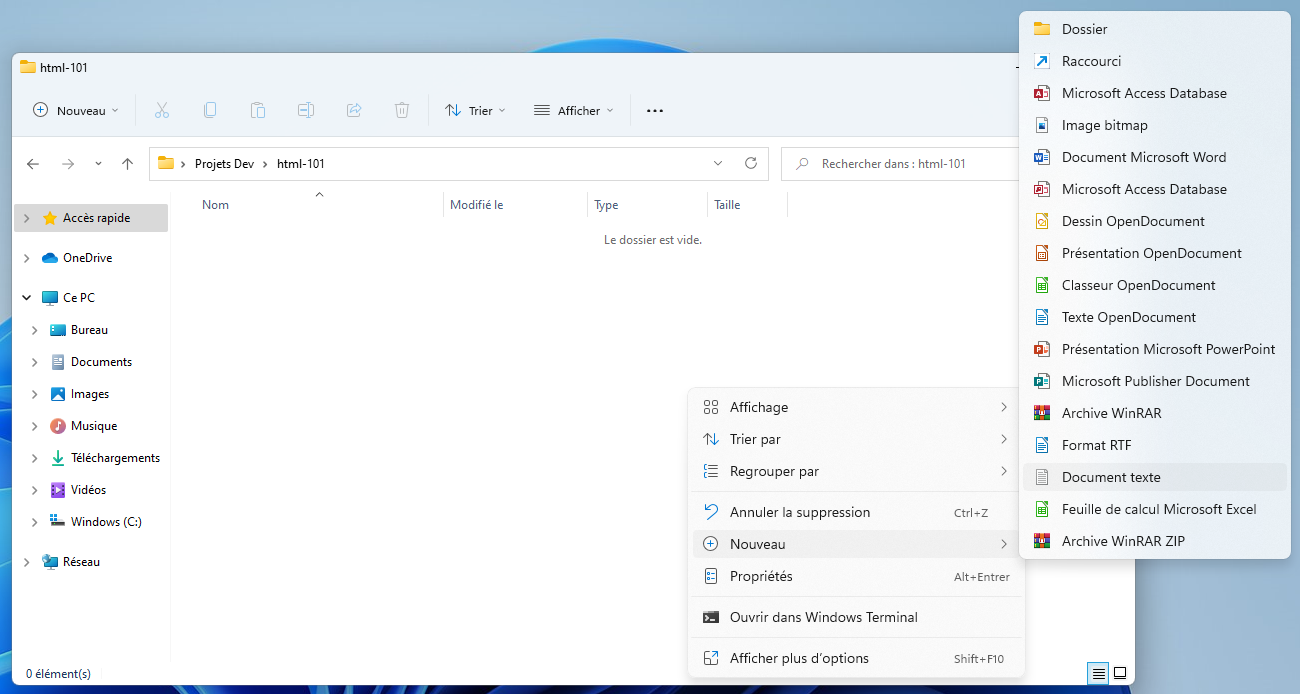 html-101
Nouveau
Trier
Afficher
Projets Dev
html-101
Rechercher dans : html-101
Nom
Modifié le
Type
Taille
Le dossier est vide.
Accès rapide
OneDrive
Ce PC
Bureau
Documents
Images
Musique
Téléchargements
Vidéos
Windows (C:)
Réseau
0 élément(s)
Affichage
Trier par
Regrouper par
Annuler la suppression Ctrl+Z
Nouveau
Propriétés Alt+Entrer
Ouvrir dans Windows Terminal
Afficher plus d'options Shift+F10
Dossier
Raccourci
Microsoft Access Database
Image bitmap
Document Microsoft Word
Microsoft Access Database
Dessin OpenDocument
Présentation OpenDocument
Classeur OpenDocument
Texte OpenDocument
Présentation Microsoft PowerPoint
Microsoft Publisher Document
Archive WinRAR
Format RTF
Document texte
Feuille de calcul Microsoft Excel
Archive WinRAR ZIP